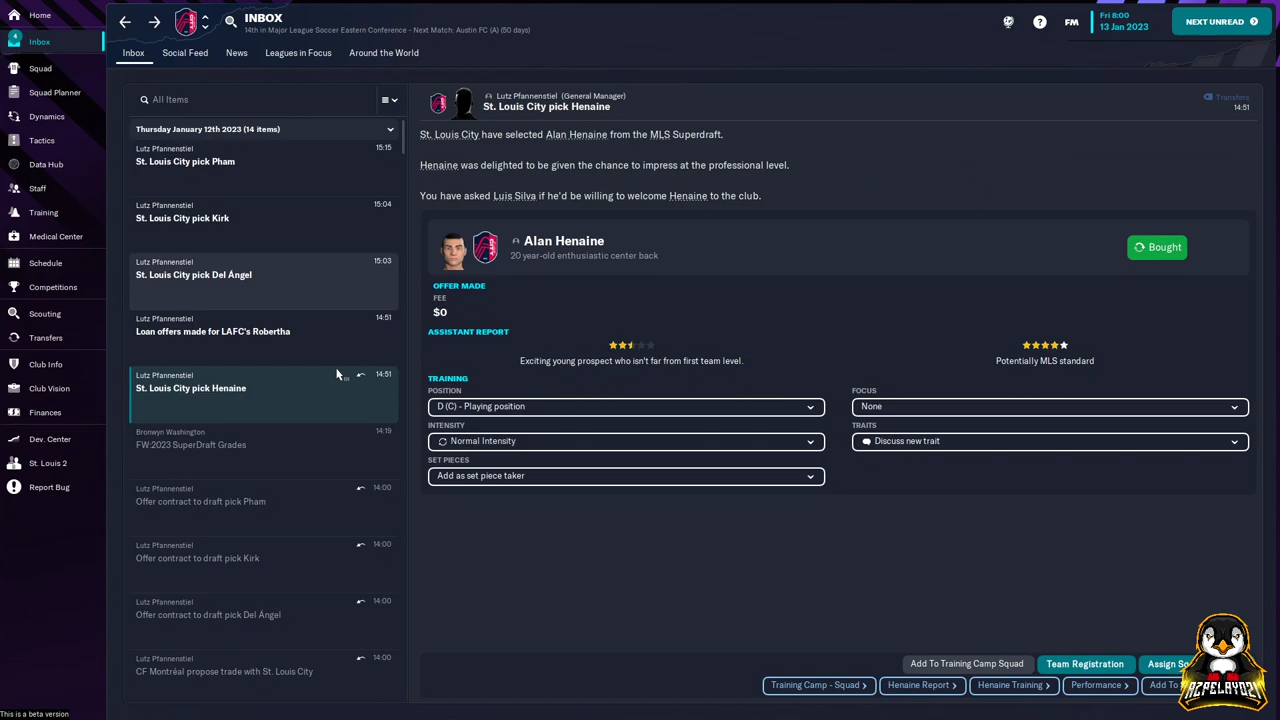 Home
Inbox
4
Squad
Squad Planner
Dynamics
Tactics
Data Hub
Staff
Training
Medical Center
Schedule
Competitions
Scouting
Transfers
Club Info
Club Vision
Finances
Dev. Center
St. Louis 2
Report Bug
This is a beta version
INBOX
14th in Major League Soccer Eastern Conference - Next Match: Austin FC (A) (50 days)
FM
Fri 8:00
13 Jan 2023
NEXT UNREAD
Inbox
Social Feed
News
Leagues in Focus
Around the World
All Items
Thursday January 12th 2023 (14 items)
Lutz Pfannenstiel 15:15
St. Louis City pick Pham
Lutz Pfannenstiel 15:04
St. Louis City pick Kirk
Lutz Pfannenstiel 15:03
St. Louis City pick Del Ángel
Lutz Pfannenstiel 14:51
Loan offers made for LAFC's Robertha
Lutz Pfannenstiel 14:51
St. Louis City pick Henaine
Bronwyn Washington 14:19
FW:2023 SuperDraft Grades
Lutz Pfannenstiel 14:00
Offer contract to draft pick Pham
Lutz Pfannenstiel 14:00
Offer contract to draft pick Kirk
Lutz Pfannenstiel 14:00
Offer contract to draft pick Del Ángel
Lutz Pfannenstiel 14:00
CF Montréal propose trade with St. Louis City
Lutz Pfannenstiel (General Manager)
St. Louis City pick Henaine
Transfers
14:51
St. Louis City have selected Alan Henaine from the MLS Superdraft.
Henaine was delighted to be given the chance to impress at the professional level.
You have asked Luis Silva if he'd be willing to welcome Henaine to the club.
Alan Henaine
20 year-old enthusiastic center back
Bought
OFFER MADE
FEE
$0
ASSISTANT REPORT
Exciting young prospect who isn't far from first team level.
Potentially MLS standard
TRAINING
POSITION
D (C) - Playing position
FOCUS
None
INTENSITY
Normal Intensity
TRAITS
Discuss new trait
SET PIECES
Add as set piece taker
Add To Training Camp Squad
Team Registration
Assign
Training Camp - Squad
Henaine Report
Henaine Training
Performance
Add To